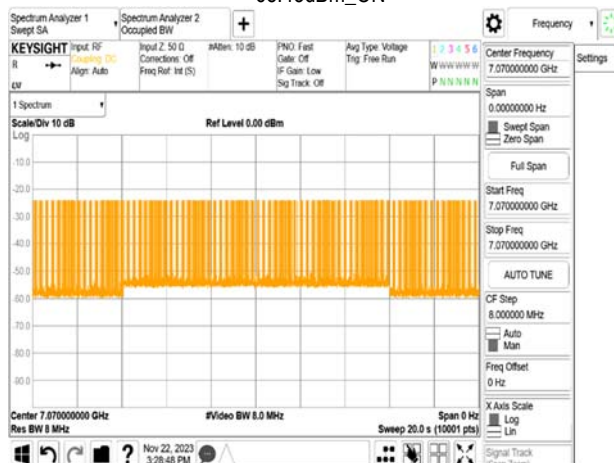 Spectrum Analyzer 1
Swept SA
Spectrum Analyzer 2
Occupied BW
+
Frequency
Settings
KEYSIGHT
R
Input: RF
Coupling: DC
Align: Auto
Input Z: 50 Ω
Corrections: Off
Freq Ref: Int (S)
#Atten: 10 dB
PNO: Fast
Gate: Off
IF Gain: Low
Sig Track: Off
Avg Type: Voltage
Trig: Free Run
1 2 3 4 5 6
W W W W W W
P N N N N N
1 Spectrum
Scale/Div 10 dB
Ref Level 0.00 dBm
Log
-10.0
-20.0
-30.0
-40.0
-50.0
-60.0
-70.0
-80.0
-90.0
Center 7.070000000 GHz
#Video BW 8.0 MHz
Span 0 Hz
Res BW 8 MHz
Sweep 20.0 s (10001 pts)
Nov 22, 2023
3:28:48 PM
Center Frequency
7.070000000 GHz
Span
0.00000000 Hz
Swept Span
Zero Span
Full Span
Start Freq
7.070000000 GHz
Stop Freq
7.070000000 GHz
AUTO TUNE
CF Step
8.000000 MHz
Auto
Man
Freq Offset
0 Hz
X Axis Scale
Log
Lin
Signal Track